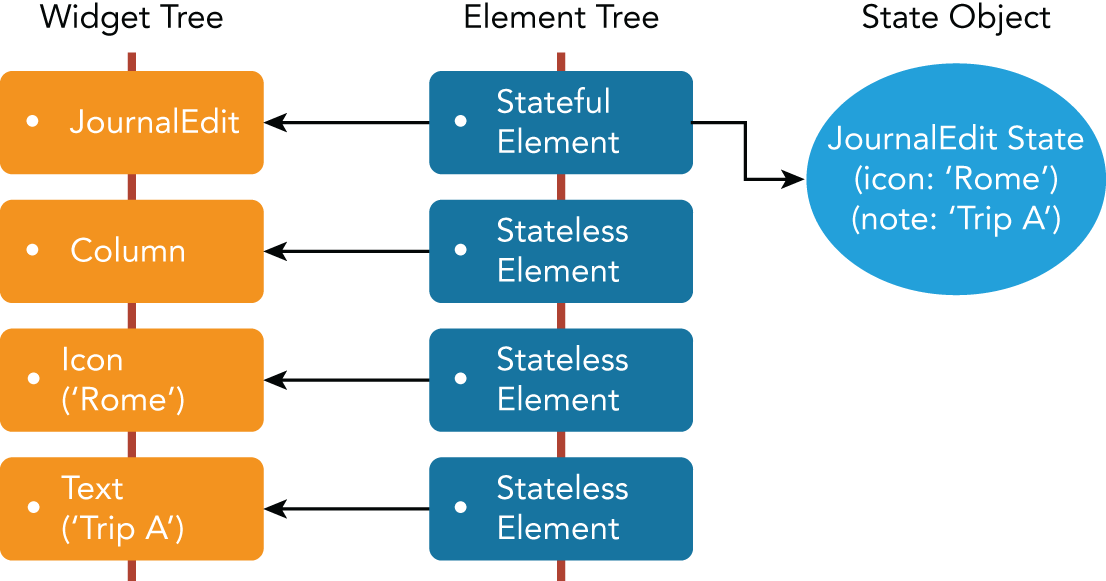 Widget Tree
Element Tree
State Object
• JournalEdit
• Stateful
Element
JournalEdit State
(icon: ‘Rome’)
(note: ‘Trip A’)
• Column
• Stateless
Element
• Icon
(‘Rome’)
• Stateless
Element
• Text
(‘Trip A’)
• Stateless
Element